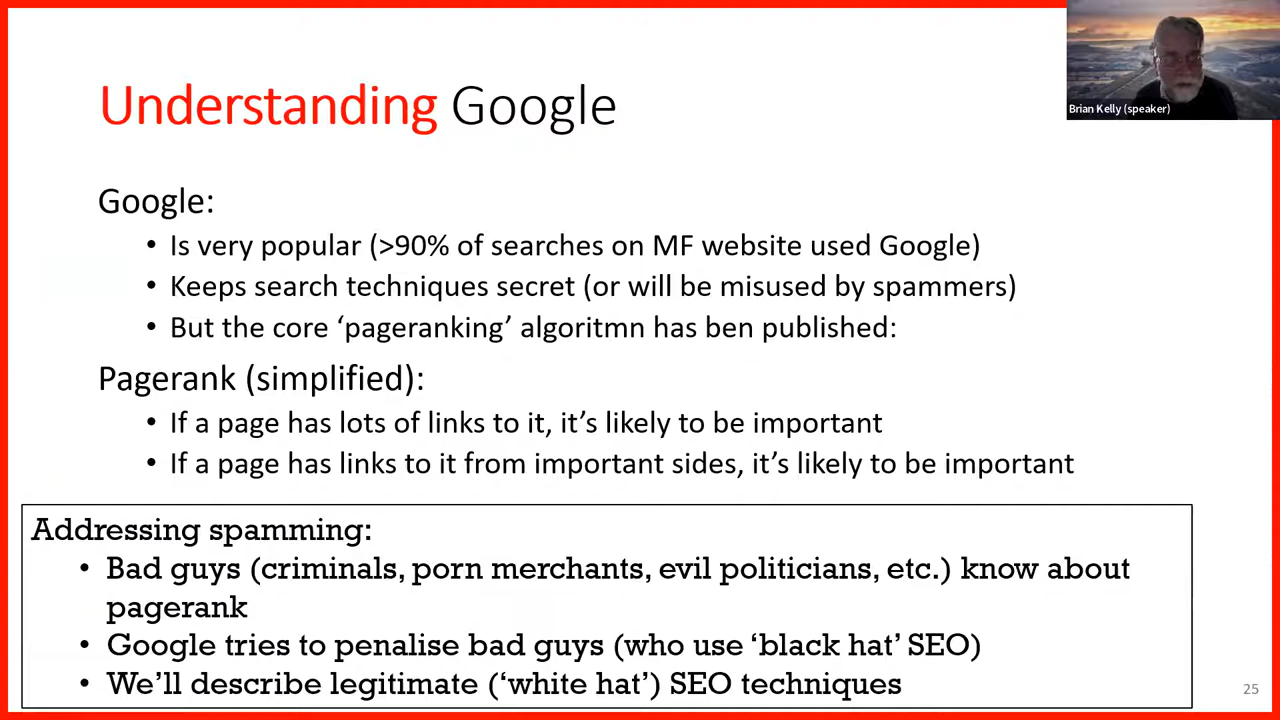 Understanding Google
Brian Kelly (speaker)
Google:
• Is very popular (>90% of searches on MF website used Google)
• Keeps search techniques secret (or will be misused by spammers)
• But the core ‘pageranking’ algoritmn has ben published:
Pagerank (simplified):
• If a page has lots of links to it, it’s likely to be important
• If a page has links to it from important sides, it’s likely to be important
Addressing spamming:
• Bad guys (criminals, porn merchants, evil politicians, etc.) know about
pagerank
• Google tries to penalise bad guys (who use ‘black hat’ SEO)
• We’ll describe legitimate (‘white hat’) SEO techniques
25